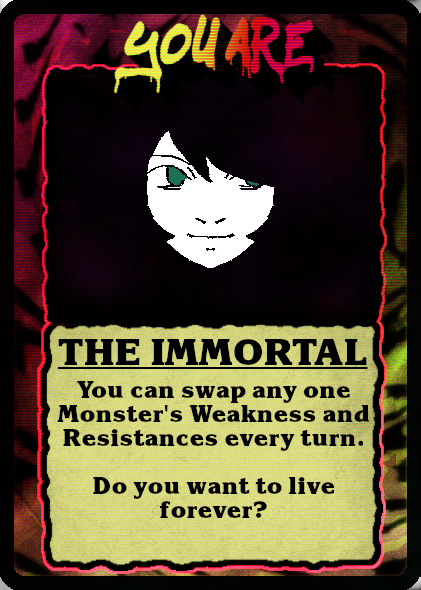 YOU ARE
THE IMMORTAL
You can swap any one
Monster's Weakness and
Resistances every turn.
Do you want to live
forever?